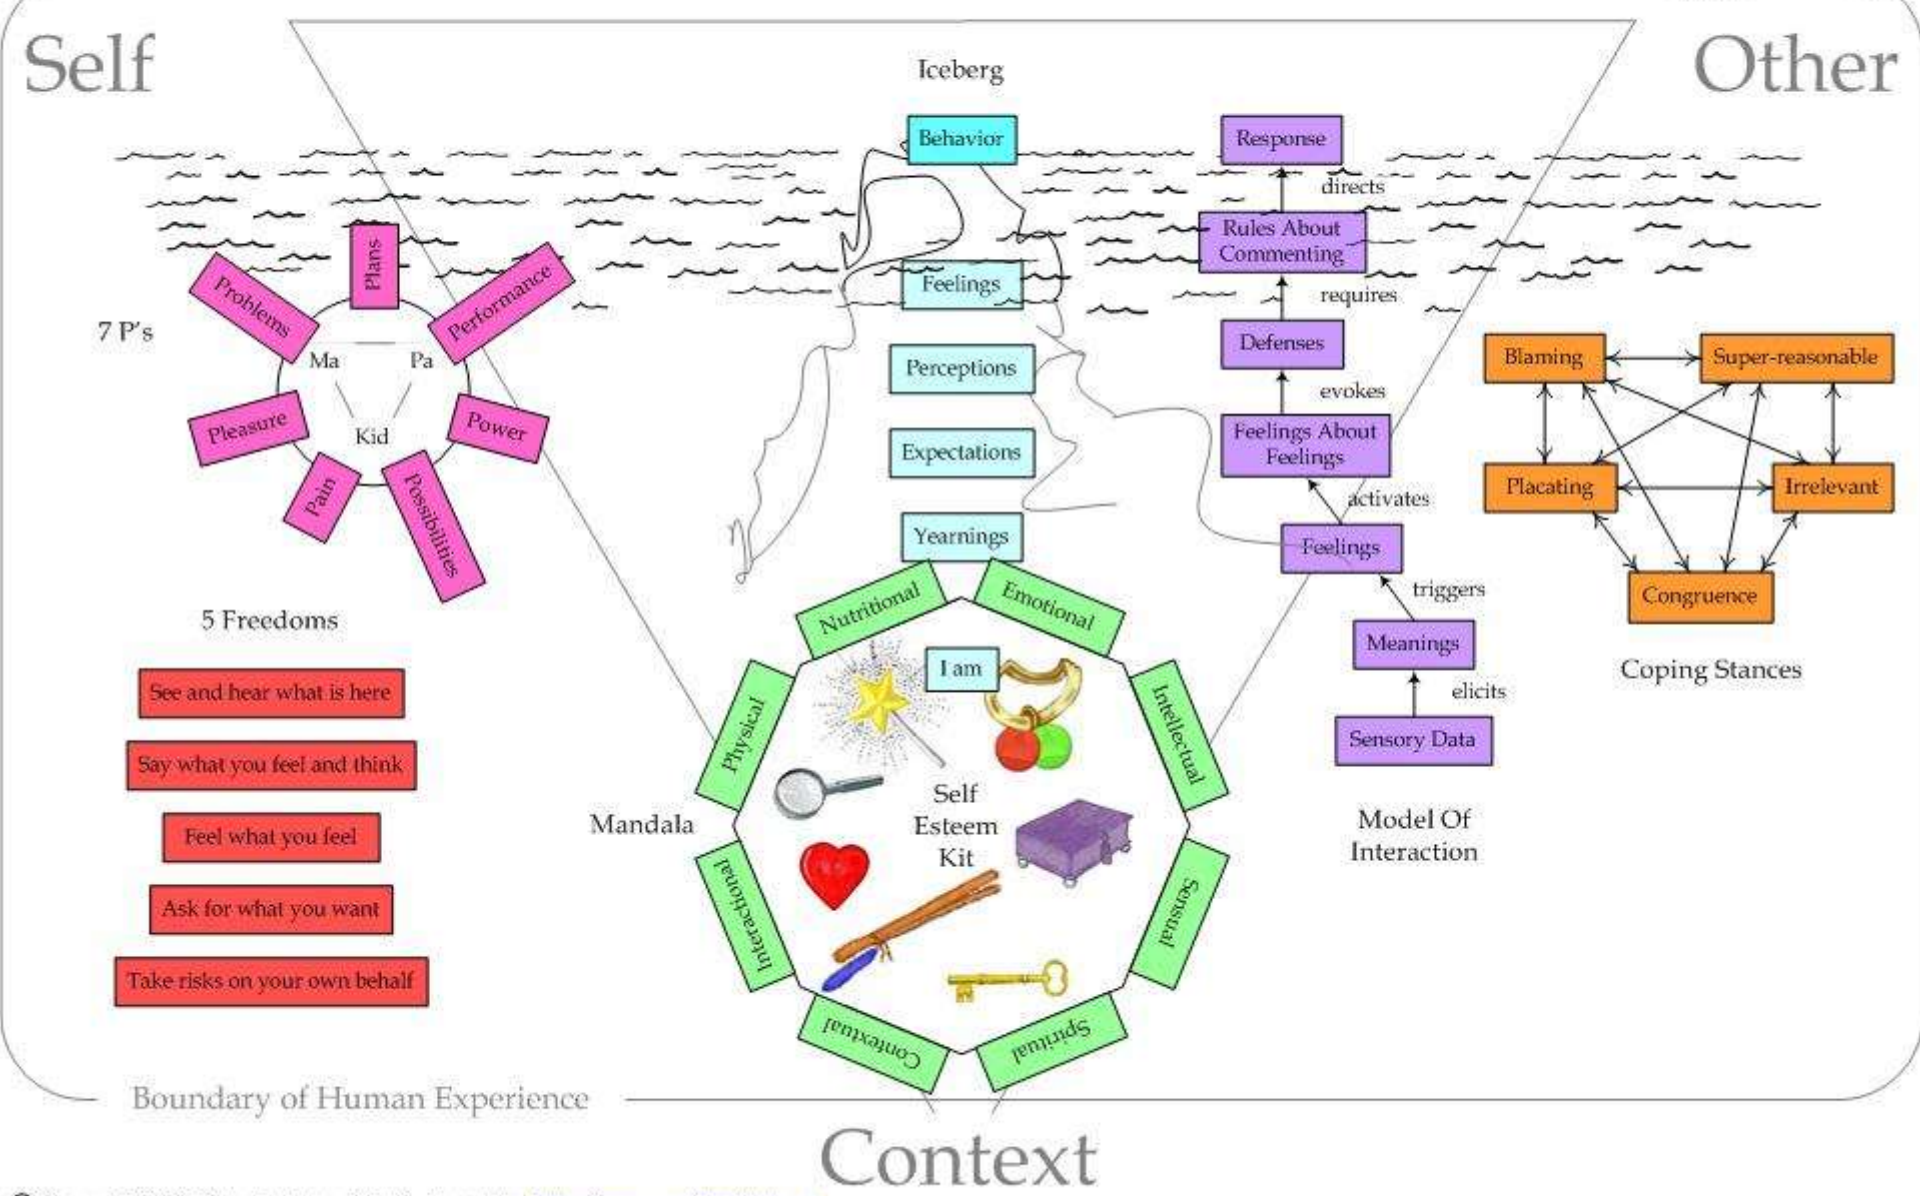 Self
Other
Iceberg
Behavior
Feelings
Perceptions
Expectations
Yearnings
I am
Response
directs
Rules About
Commenting
requires
Defenses
evokes
Feelings About
Feelings
activates
Feelings
triggers
Meanings
elicits
Sensory Data
Model Of
Interaction
7 P's
Plans
Performance
Power
Possibilities
Pain
Pleasure
Problems
Ma
Pa
Kid
Blaming
Super-reasonable
Placating
Irrelevant
Congruence
Coping Stances
5 Freedoms
See and hear what is here
Say what you feel and think
Feel what you feel
Ask for what you want
Take risks on your own behalf
Mandala
Nutritional
Emotional
Intellectual
Sensual
Spiritual
Contextual
Interactional
Physical
Self
Esteem
Kit
Boundary of Human Experience
Context